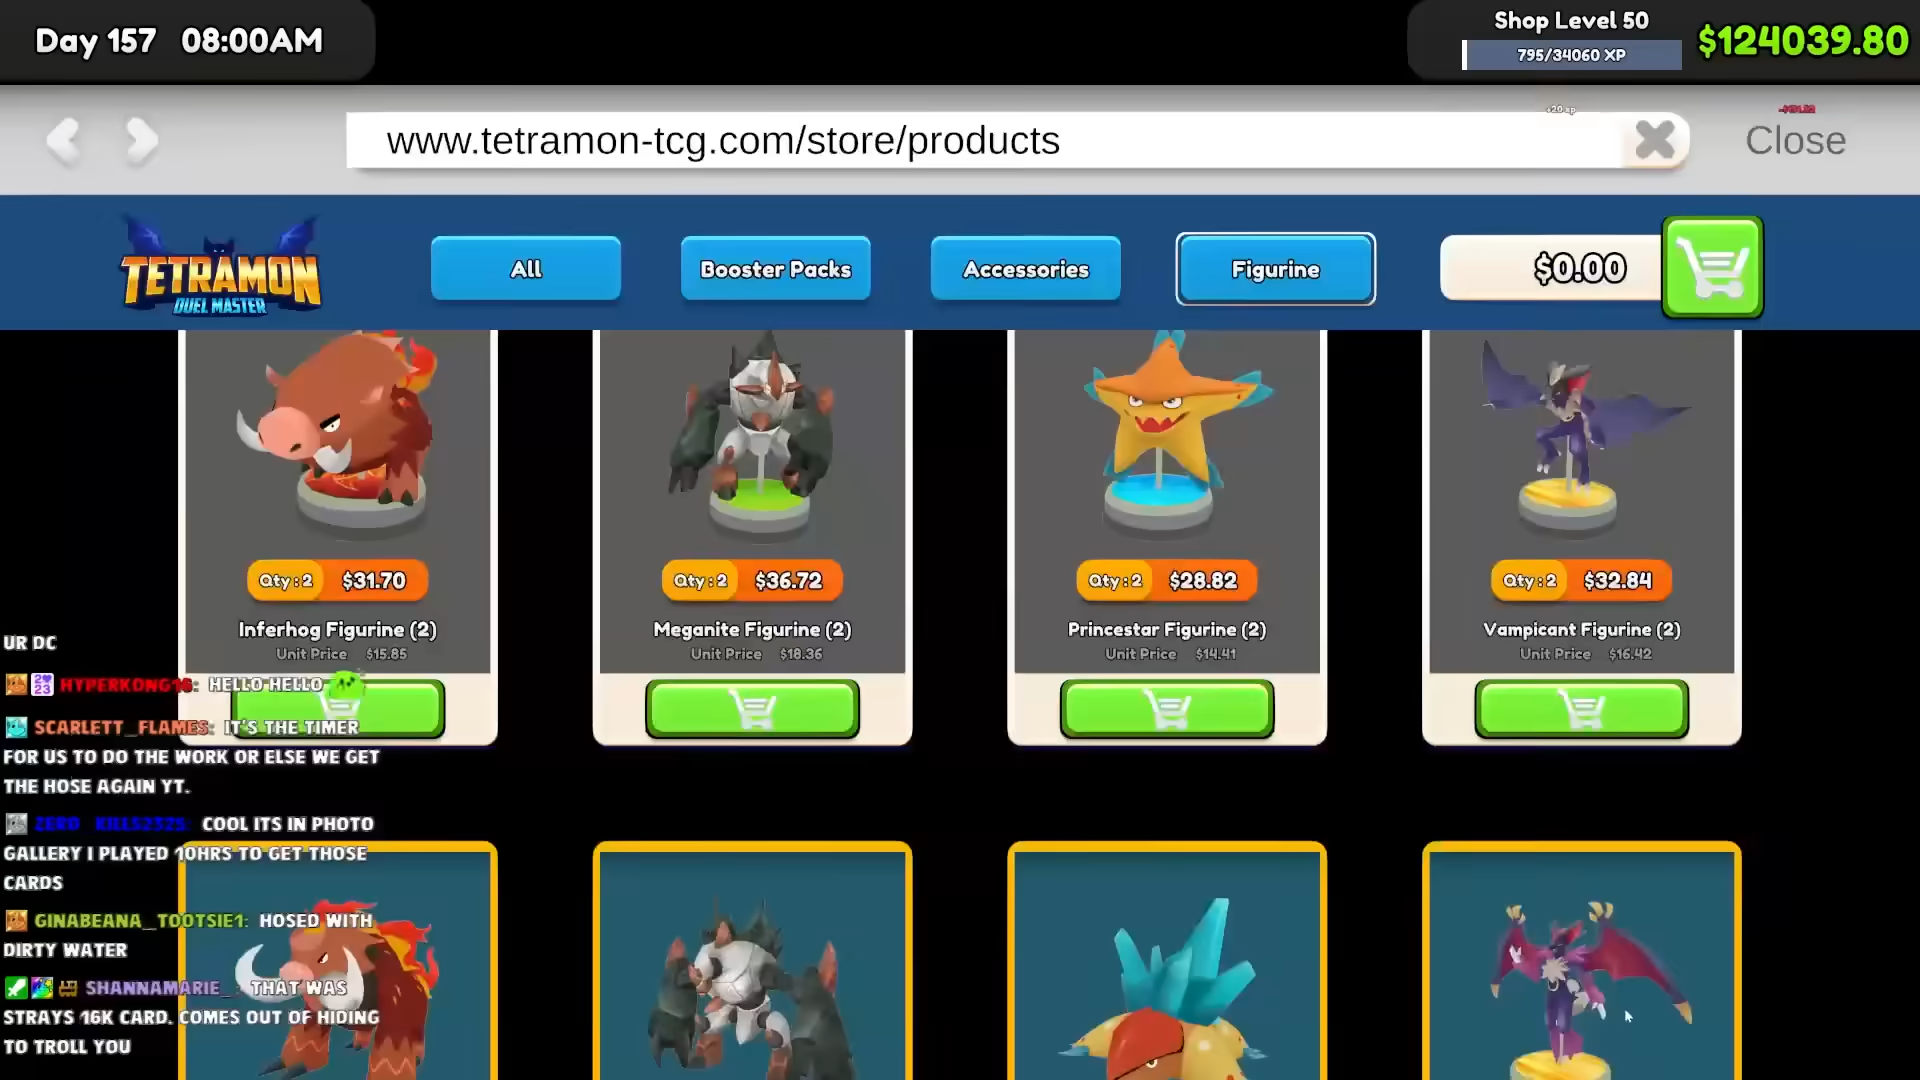 Day 157 08:00AM
Shop Level 50
795/34060 XP
$124039.80
+20 xp
www.tetramon-tcg.com/store/products
Close
TETRAMON
DUEL MASTER
All
Booster Packs
Accessories
Figurine
$0.00
Qty : 2 $31.70
Inferhog Figurine (2)
Unit Price $15.85
Qty : 2 $36.72
Meganite Figurine (2)
Unit Price $18.36
Qty : 2 $28.82
Princestar Figurine (2)
Unit Price $14.41
Qty : 2 $32.84
Vampicant Figurine (2)
Unit Price $16.42
UR DC
HYPERKONG16: HELLO HELLO
SCARLETT_FLAMES: IT'S THE TIMER
FOR US TO DO THE WORK OR ELSE WE GET
THE HOSE AGAIN YT.
COOL ITS IN PHOTO
GALLERY I PLAYED 10HRS TO GET THOSE
CARDS
GINABEANA_TOOTSIE1: HOSED WITH
DIRTY WATER
SHANNAMARIE_: THAT WAS
STRAYS 16K CARD. COMES OUT OF HIDING
TO TROLL YOU